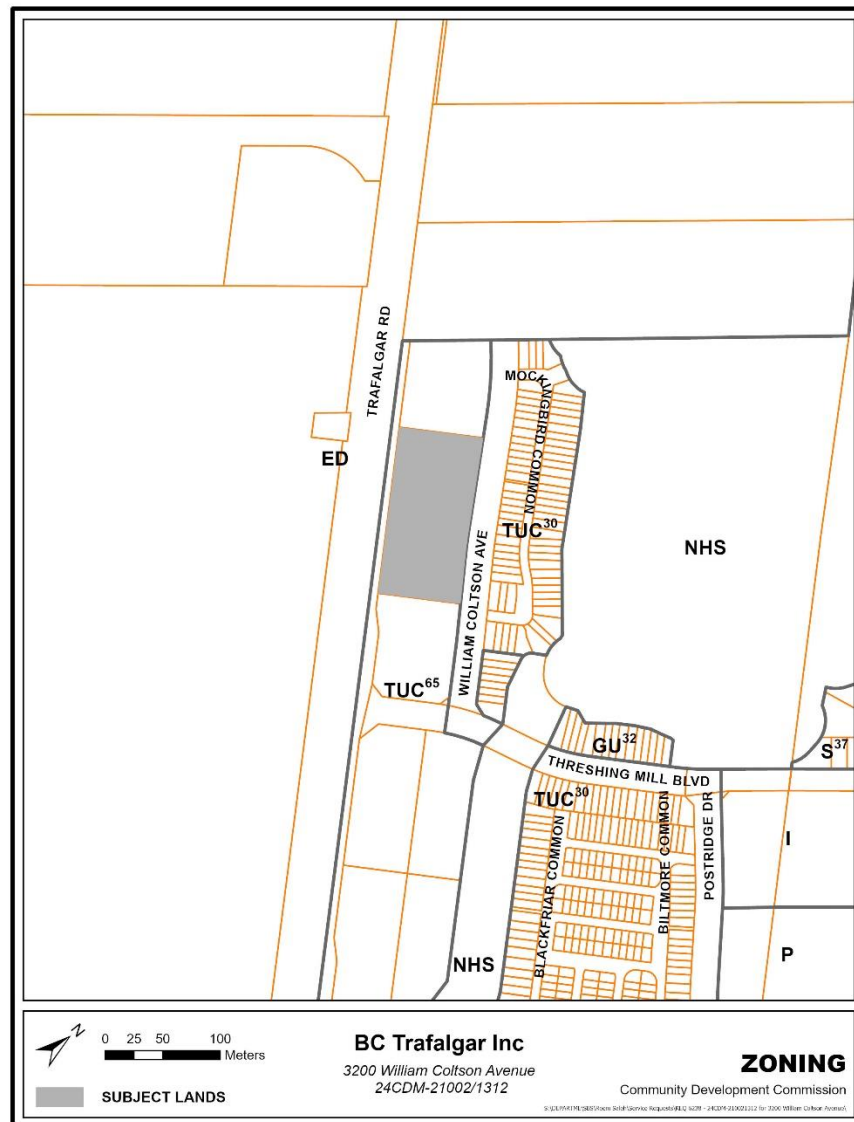 TRAFALGAR RD
MOCKINGBIRD COMMON
ED
TUC30
NHS
WILLIAM COLTSON AVE
TUC65
GU32
S37
THRESHING MILL BLVD
TUC30
BLACKFRIAR COMMON
BILTMORE COMMON
POSTRIDGE DR
I
NHS
P
N
0 25 50 100
Meters
SUBJECT LANDS
BC Trafalgar Inc
3200 William Coltson Avenue
24CDM-21002/1312
ZONING
Community Development Commission